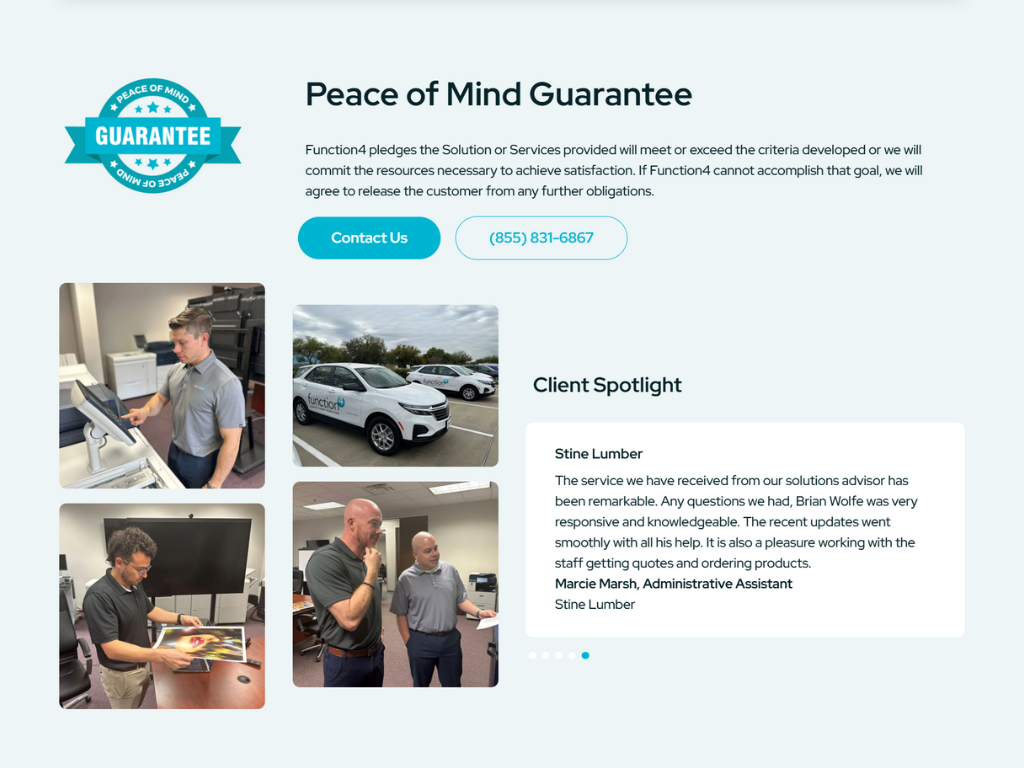 PEACE OF MIND
GUARANTEE
PEACE OF MIND
Peace of Mind Guarantee
Function4 pledges the Solution or Services provided will meet or exceed the criteria developed or we will
commit the resources necessary to achieve satisfaction. If Function4 cannot accomplish that goal, we will
agree to release the customer from any further obligations.
Contact Us
(855) 831-6867
function4
function
Client Spotlight
Stine Lumber
The service we have received from our solutions advisor has
been remarkable. Any questions we had, Brian Wolfe was very
responsive and knowledgeable. The recent updates went
smoothly with all his help. It is also a pleasure working with the
staff getting quotes and ordering products.
Marcie Marsh, Administrative Assistant
Stine Lumber